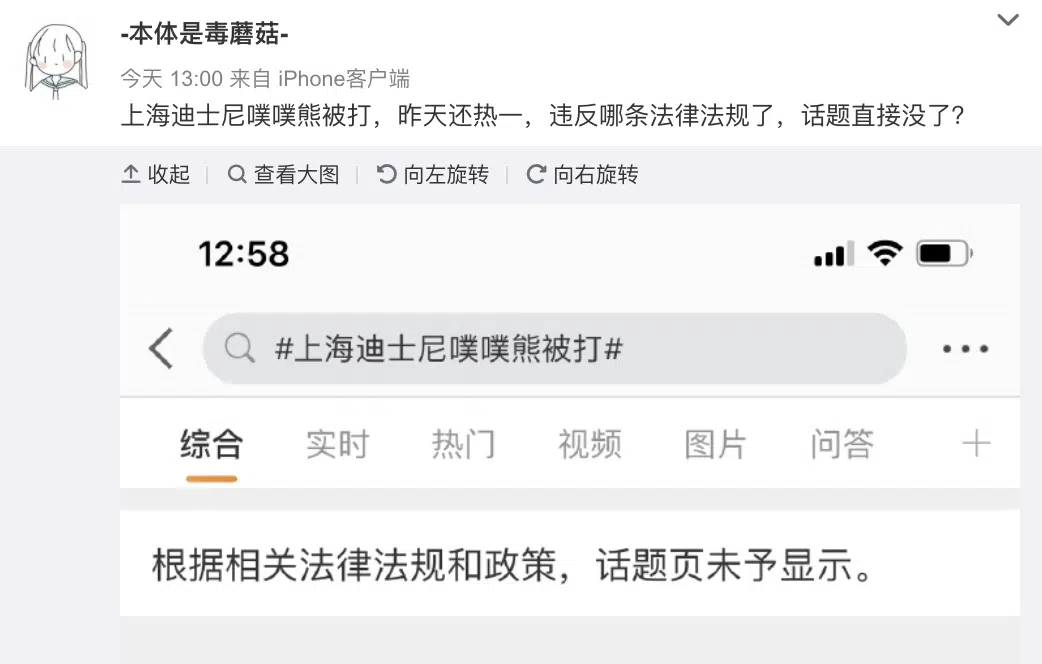 -本体是毒蘑菇-
今天 13:00 来自 iPhone客户端
上海迪士尼噗噗熊被打，昨天还热一，违反哪条法律法规了，话题直接没了？
收起 查看大图 向左旋转 向右旋转
12:58
#上海迪士尼噗噗熊被打#
综合 实时 热门 视频 图片 问答
根据相关法律法规和政策，话题页未予显示。